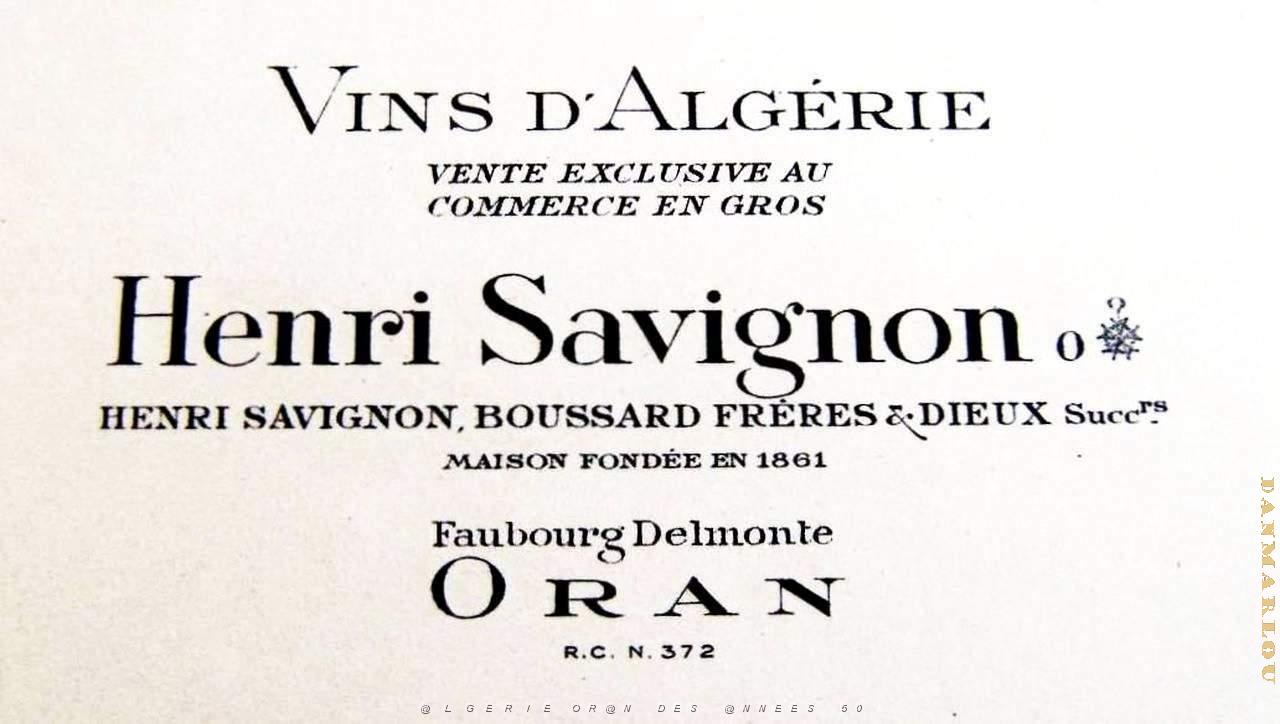 VINS D'ALGÉRIE
VENTE EXCLUSIVE AU
COMMERCE EN GROS
Henri Savignon O
HENRI SAVIGNON, BOUSSARD FRÈRES & DIEUX Succrs
MAISON FONDÉE EN 1861
Faubourg Delmonte
ORAN
R.C. N. 372
DANMARLOU
@LGERIE OR@N DES @NNEES 50